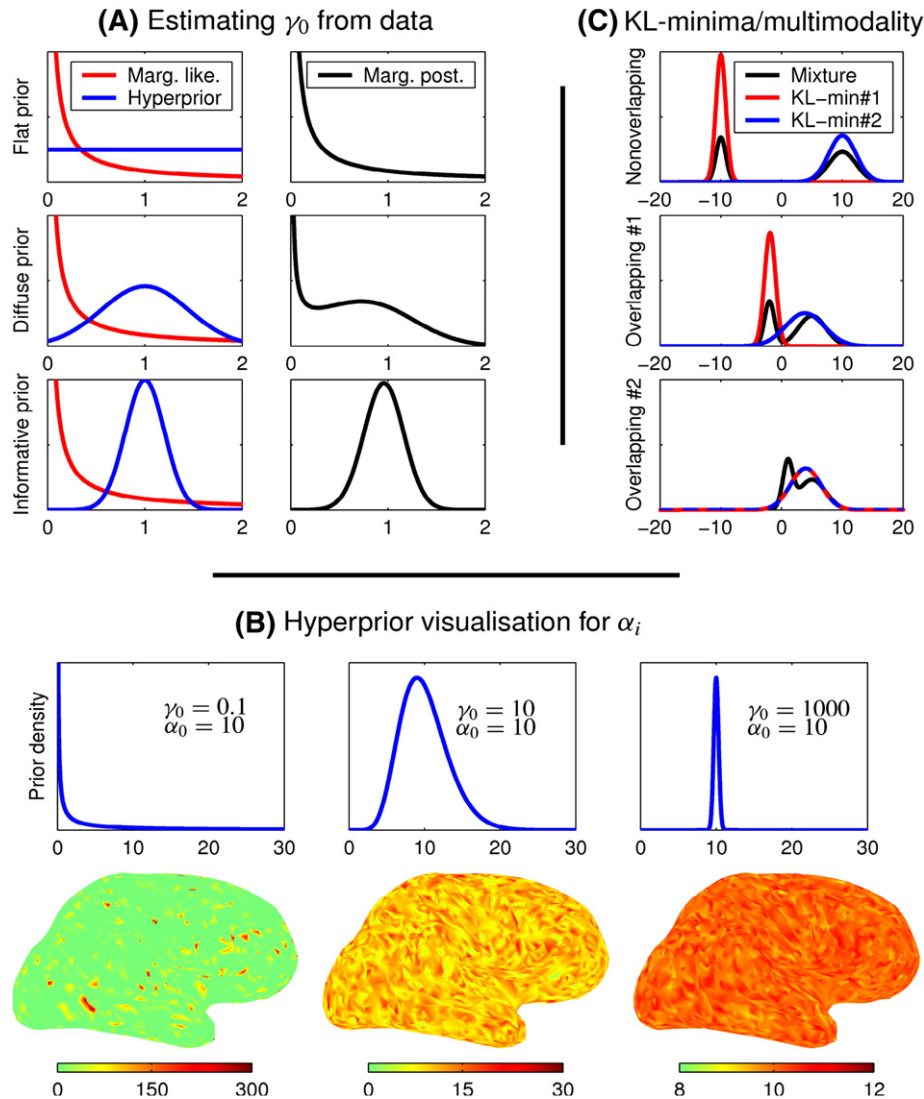 (A) Estimating γ₀ from data
Flat prior
Marg. like.
Hyperprior
0 1 2
Marg. post.
0 1 2
Diffuse prior
0 1 2
0 1 2
Informative prior
0 1 2
0 1 2
(C) KL-minima/multimodality
Nonoverlapping
Mixture
KL-min#1
KL-min#2
−20 −10 0 10 20
Overlapping #1
−20 −10 0 10 20
Overlapping #2
−20 −10 0 10 20
(B) Hyperprior visualisation for αᵢ
Prior density
γ₀ = 0.1
α₀ = 10
0 10 20 30
γ₀ = 10
α₀ = 10
0 10 20 30
γ₀ = 1000
α₀ = 10
0 10 20 30
0 150 300
0 15 30
8 10 12